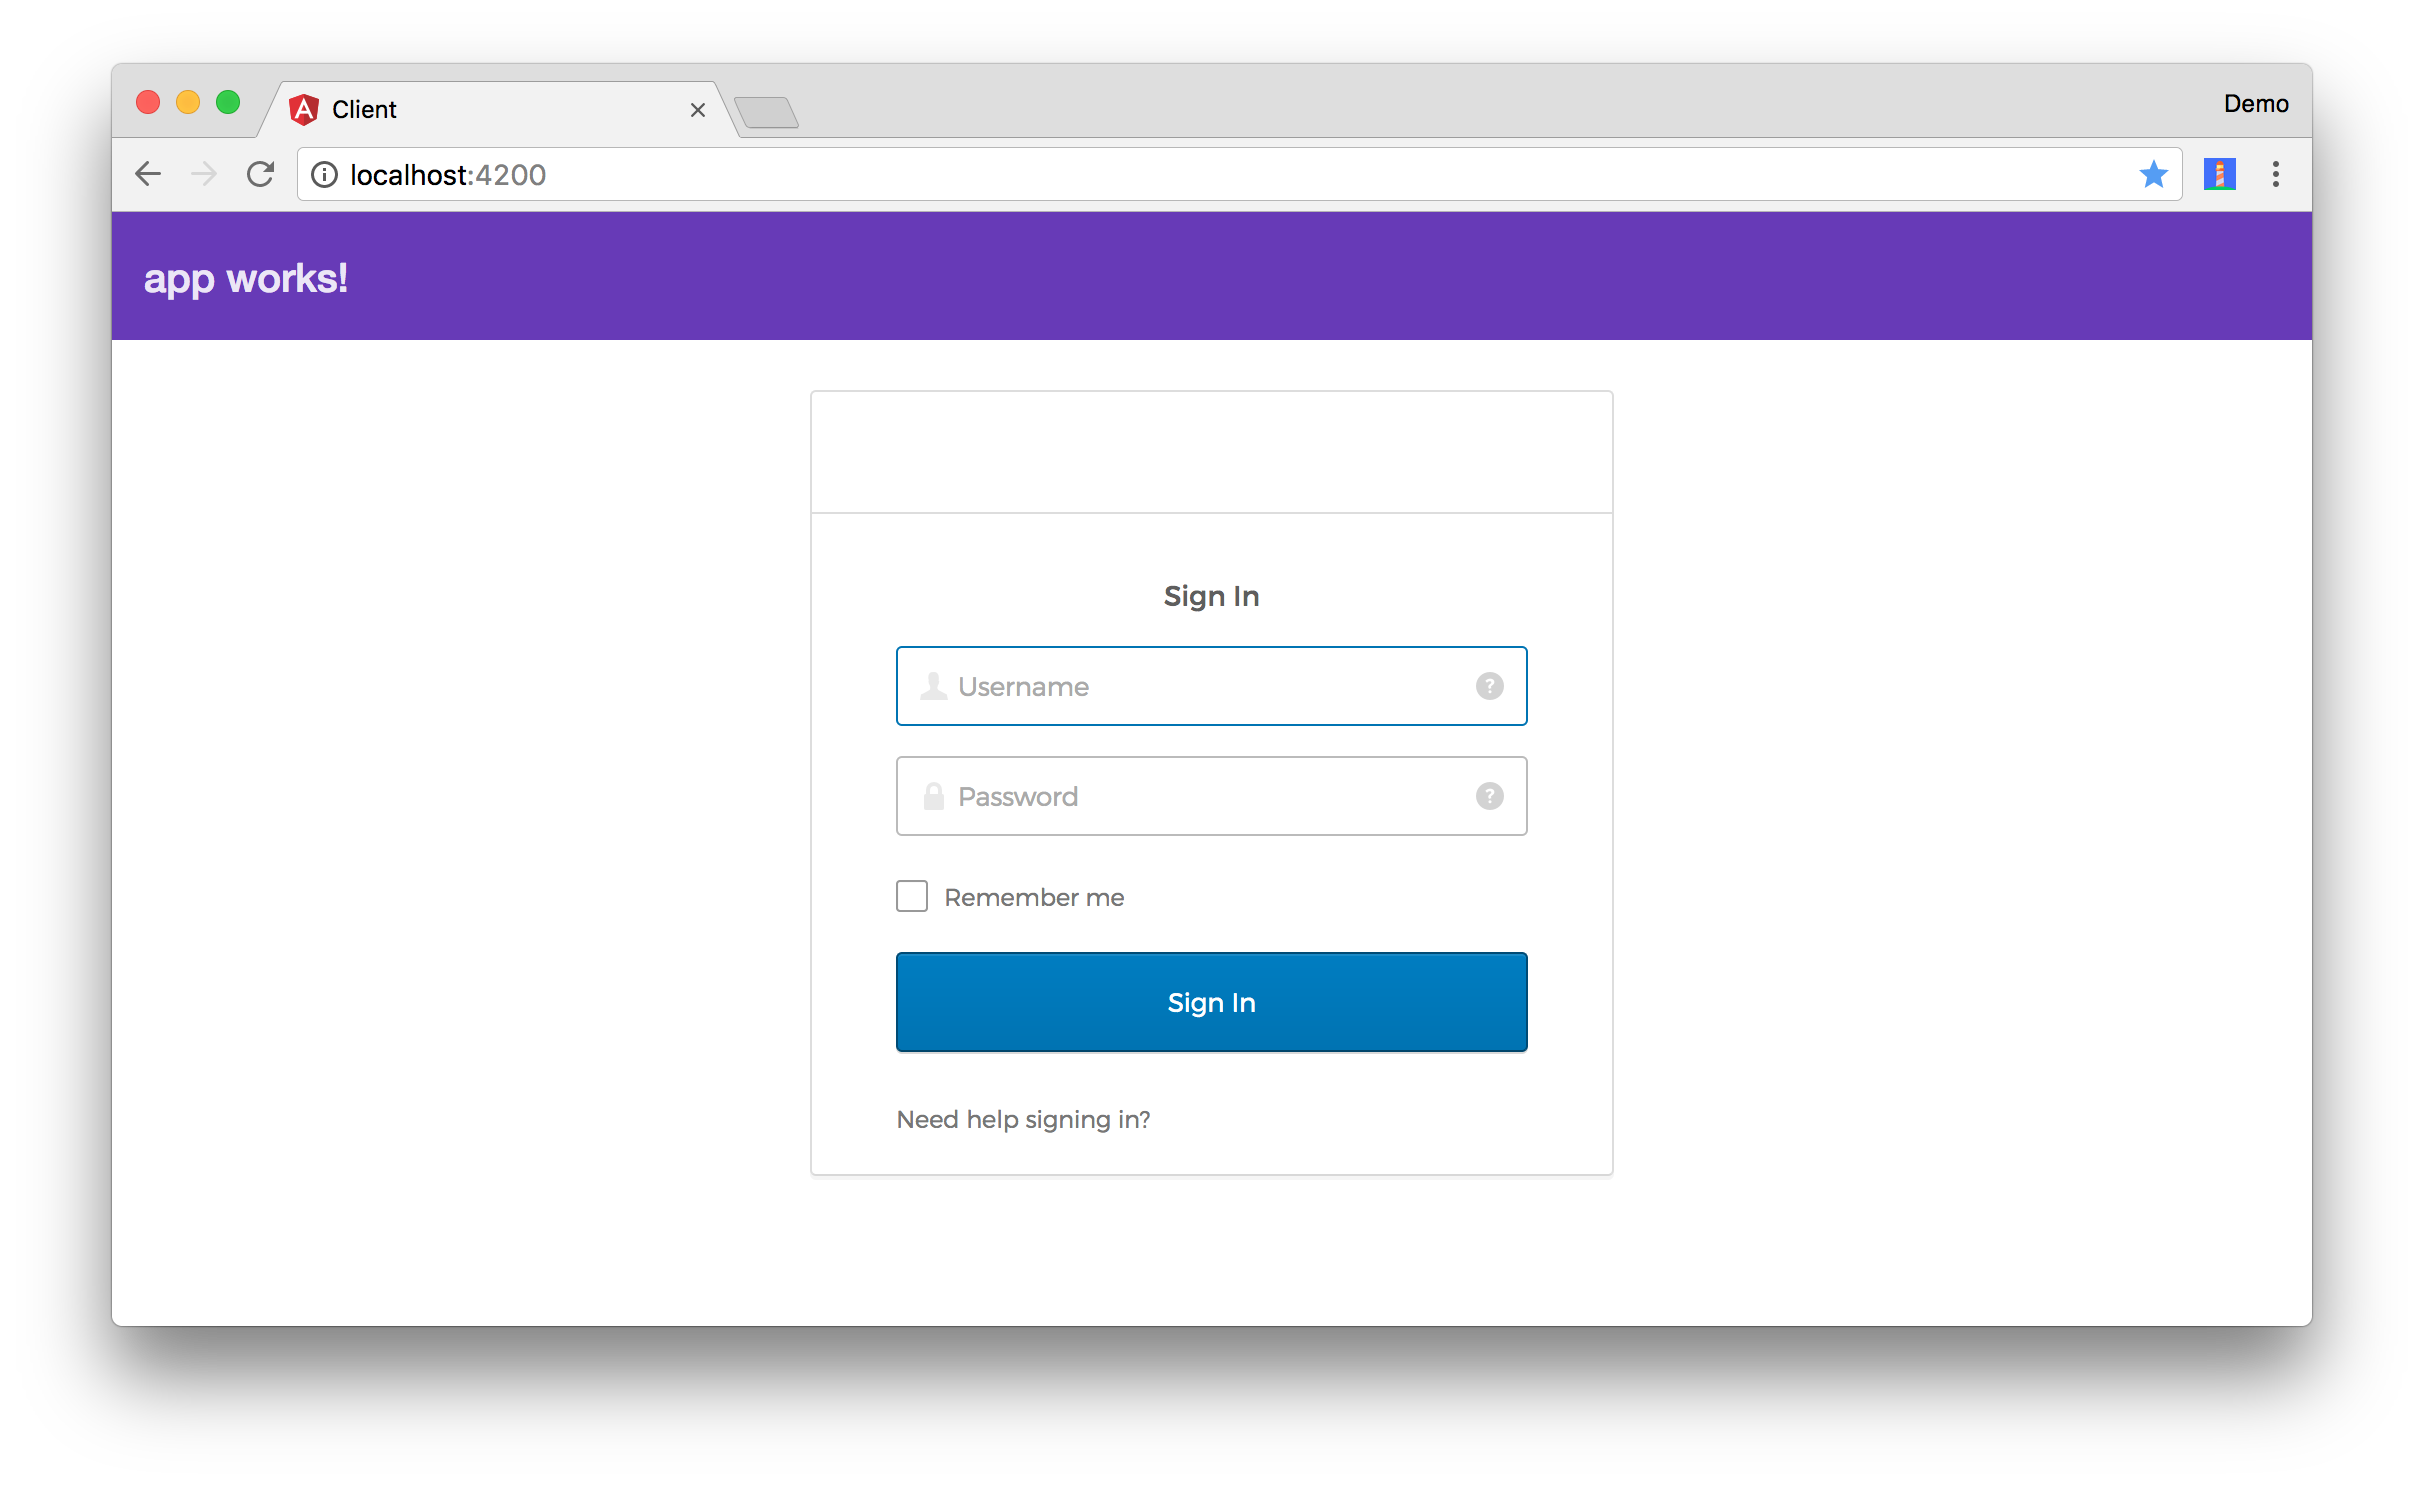 Client
Demo
localhost:4200
app works!
Sign In
Username
?
Password
?
Remember me
Sign In
Need help signing in?